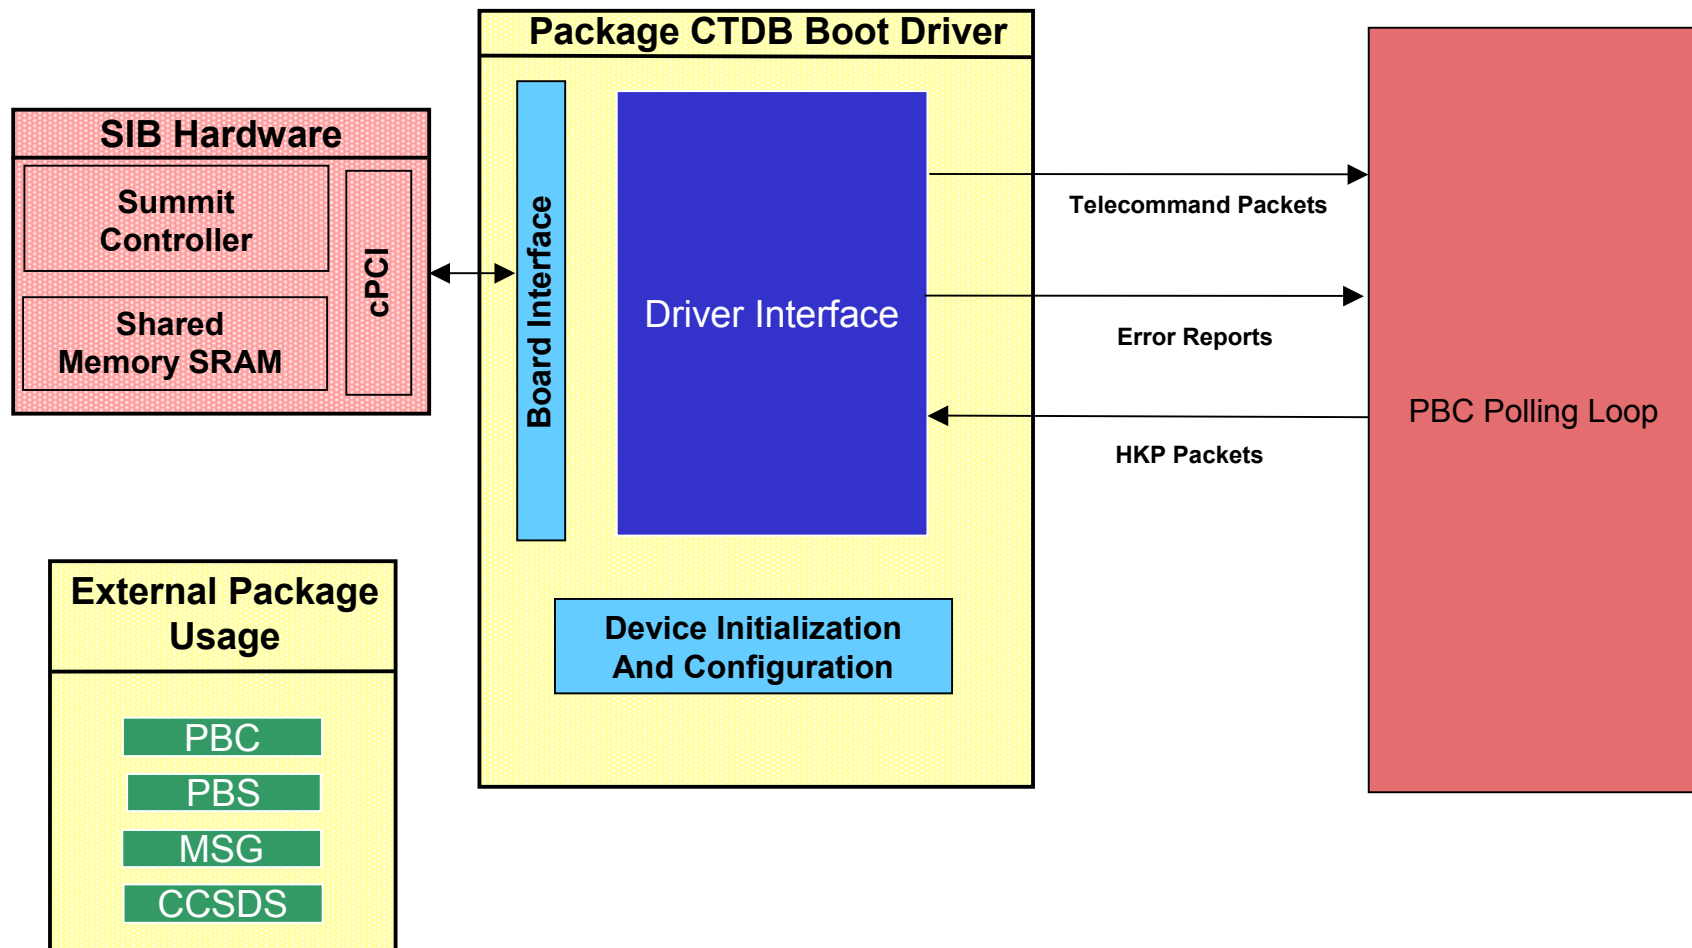 Package CTDB Boot Driver
SIB Hardware
Summit
Controller
Shared
Memory SRAM
cPCI
Board Interface
Driver Interface
Device Initialization
And Configuration
Telecommand Packets
Error Reports
HKP Packets
PBC Polling Loop
External Package
Usage
PBC
PBS
MSG
CCSDS